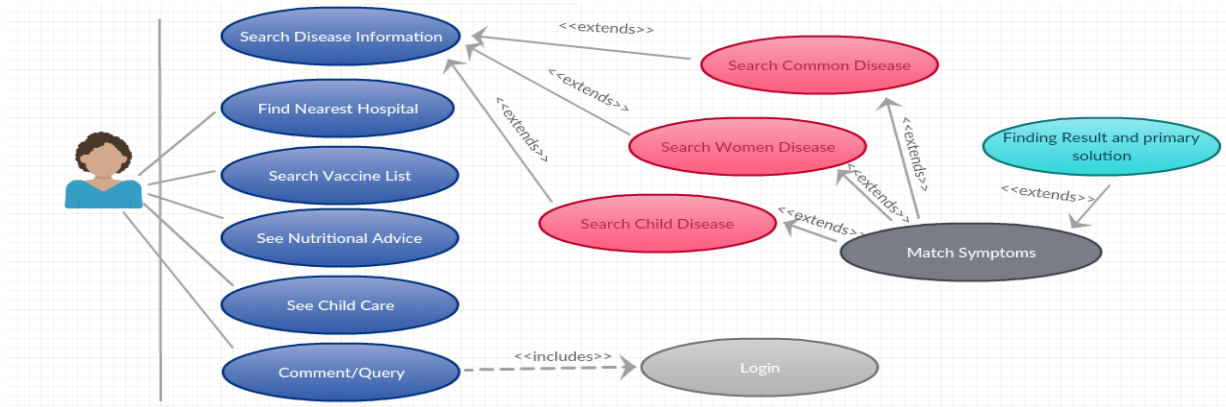 Search Disease Information
<<extends>>
Search Common Disease
<<extends>>
Find Nearest Hospital
<<extends>>
Search Women Disease
<<extends>>
Finding Result and primary
solution
Search Vaccine List
<<extends>>
<<extends>>
Search Child Disease
<<extends>>
See Nutritional Advice
Match Symptoms
See Child Care
Comment/Query
<<includes>>
Login